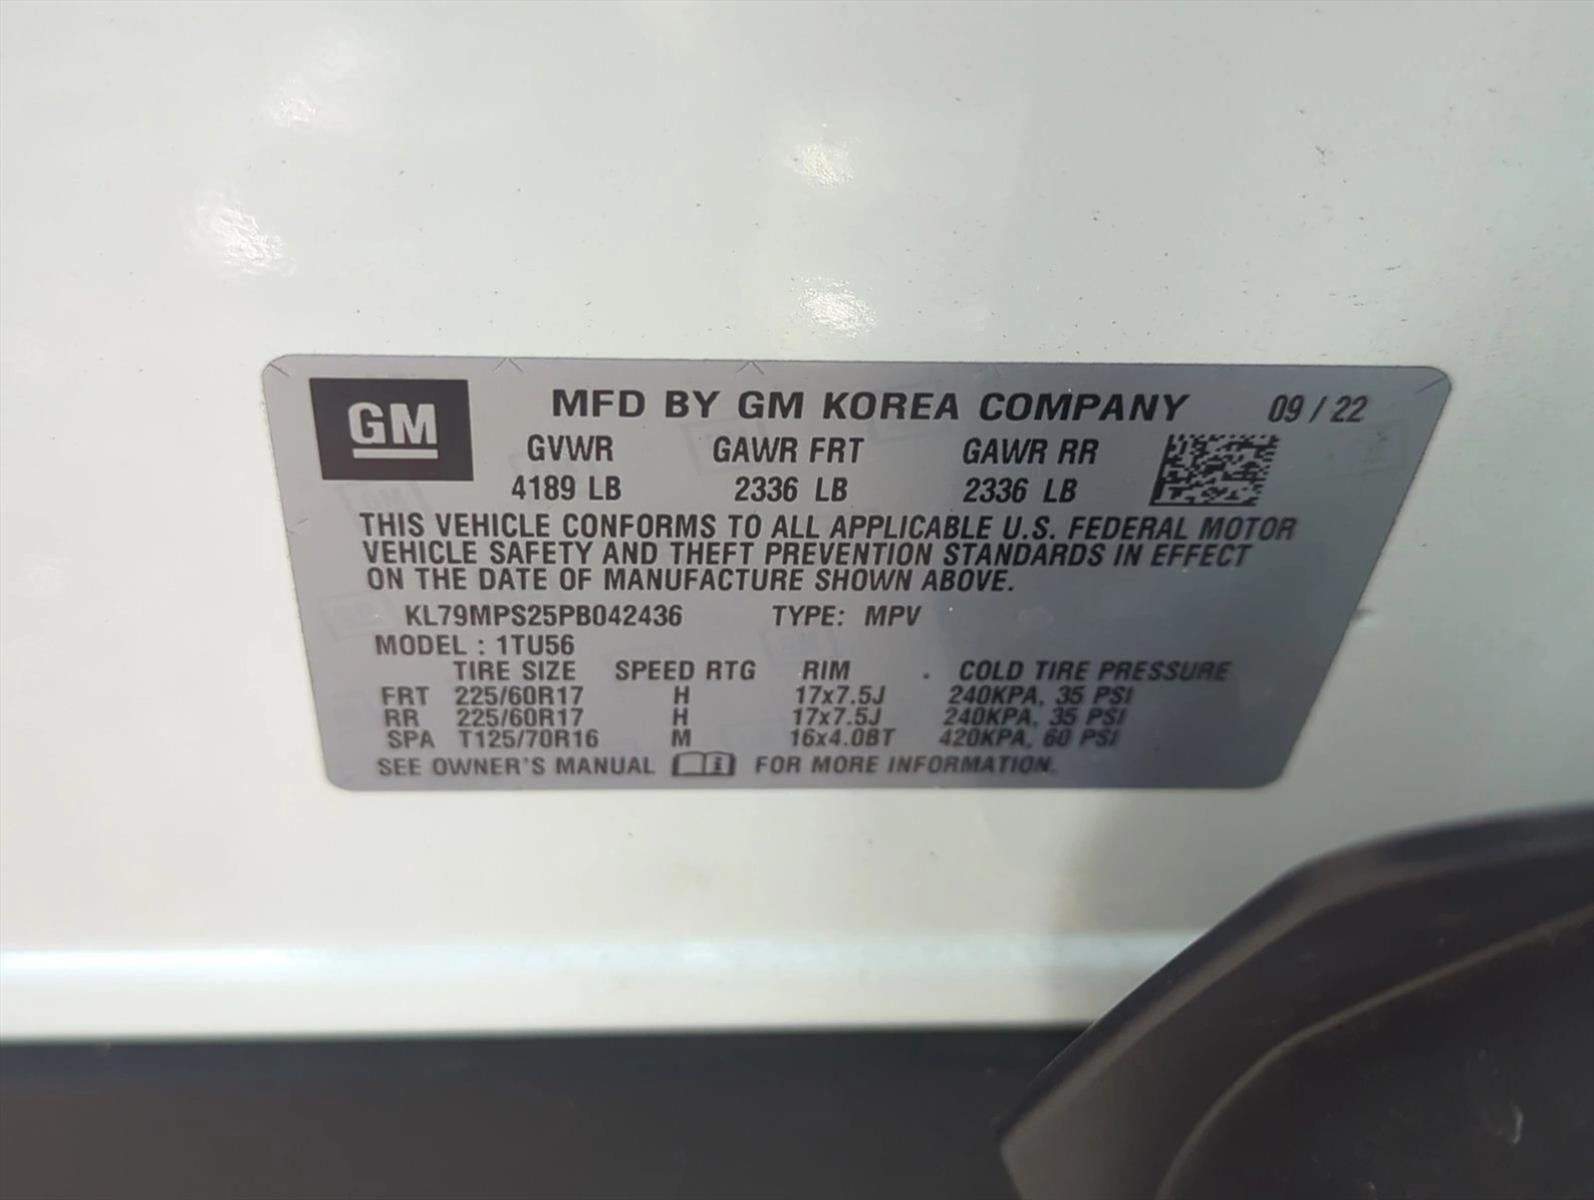 GM
MFD BY GM KOREA COMPANY 09 / 22
GVWR GAWR FRT GAWR RR
4189 LB 2336 LB 2336 LB
THIS VEHICLE CONFORMS TO ALL APPLICABLE U.S. FEDERAL MOTOR
VEHICLE SAFETY AND THEFT PREVENTION STANDARDS IN EFFECT
ON THE DATE OF MANUFACTURE SHOWN ABOVE.
KL79MPS25PB042436 TYPE: MPV
MODEL : 1TU56
TIRE SIZE SPEED RTG RIM . COLD TIRE PRESSURE
FRT 225/60R17 H 17x7.5J 240KPA, 35 PSI
RR 225/60R17 H 17x7.5J 240KPA, 35 PSI
SPA T125/70R16 M 16x4.0BT 420KPA, 60 PSI
SEE OWNER'S MANUAL i FOR MORE INFORMATION.